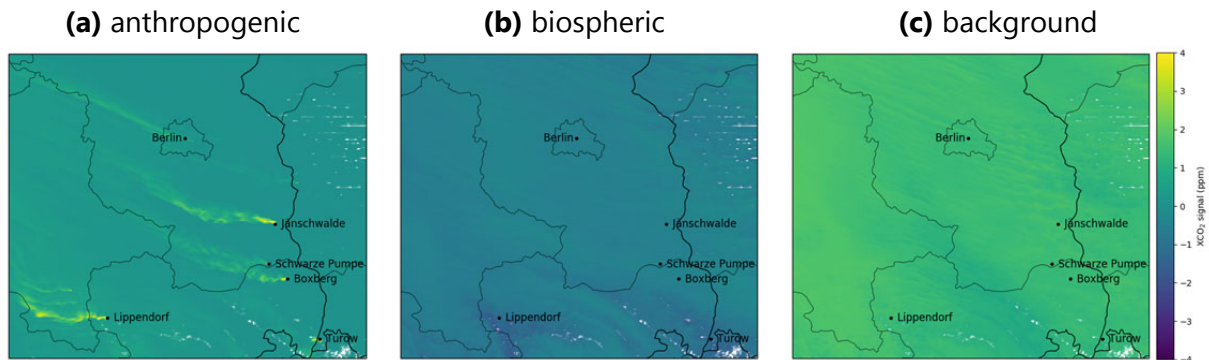 (a) anthropogenic
Berlin
Jänschwalde
Schwarze Pumpe
Boxberg
Lippendorf
Turow
(b) biospheric
Berlin
Jänschwalde
Schwarze Pumpe
Boxberg
Lippendorf
Turow
(c) background
Berlin
Jänschwalde
Schwarze Pumpe
Boxberg
Lippendorf
Turow
4
3
2
1
0
−1
−2
−3
−4
XCO₂ signal (ppm)